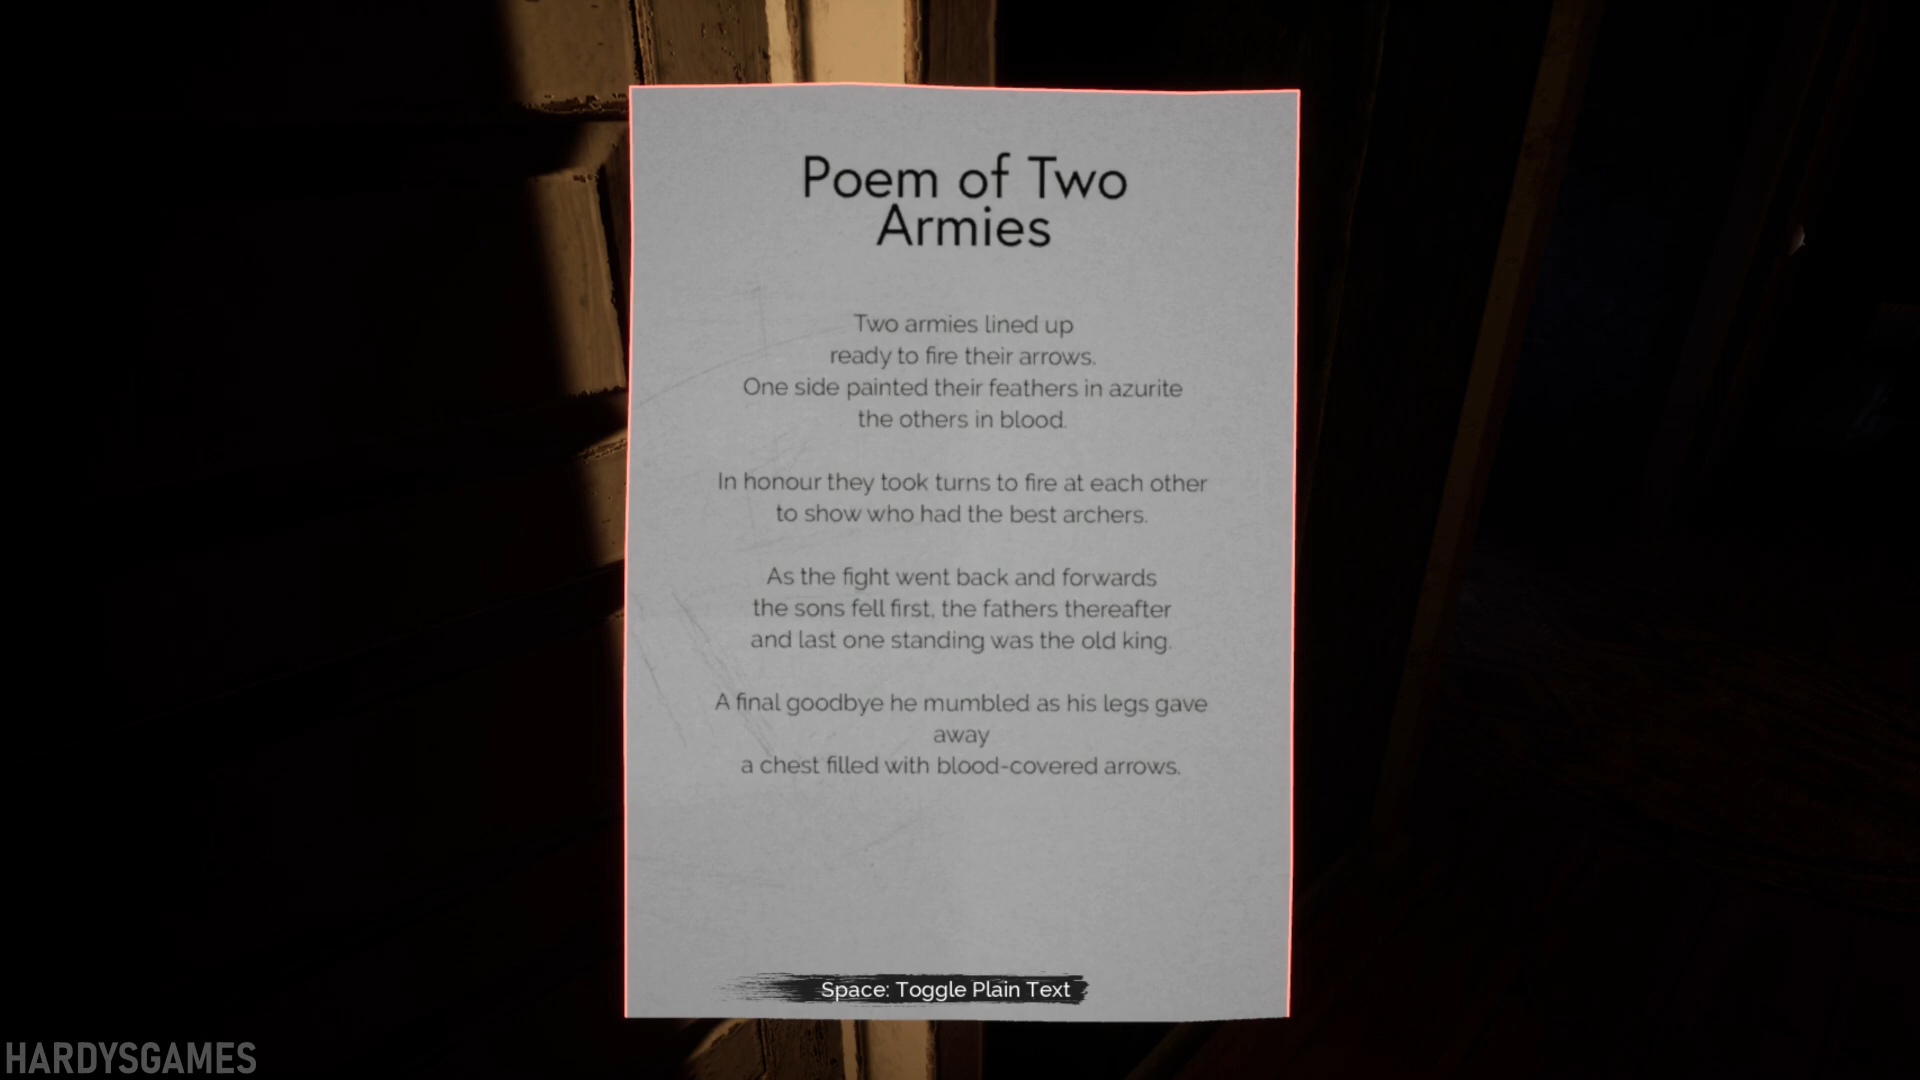 Poem of Two
Armies
Two armies lined up
ready to fire their arrows.
One side painted their feathers in azurite
the others in blood.
In honour they took turns to fire at each other
to show who had the best archers.
As the fight went back and forwards
the sons fell first, the fathers thereafter
and last one standing was the old king.
A final goodbye he mumbled as his legs gave
away
a chest filled with blood-covered arrows.
Space: Toggle Plain Text
HARDYSGAMES